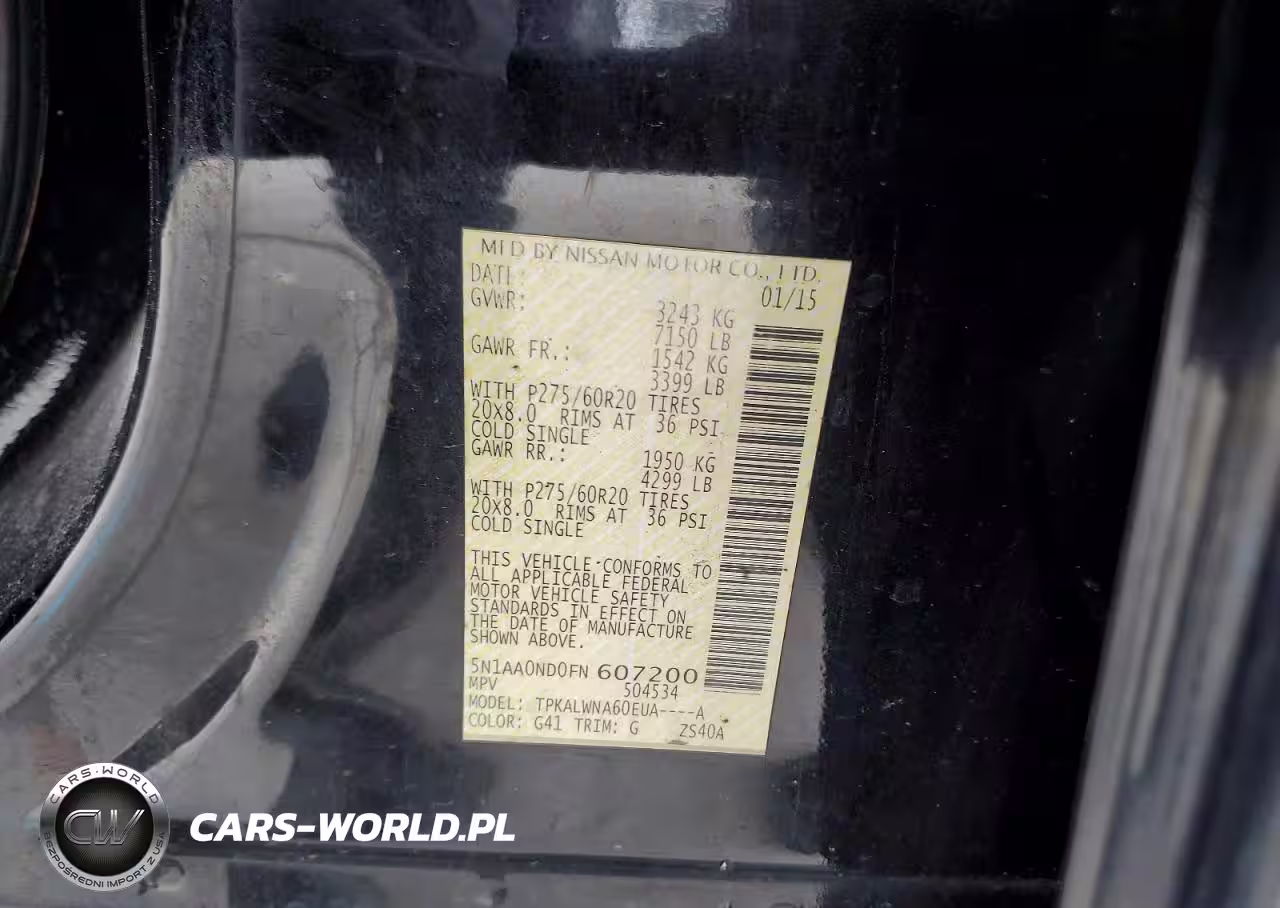 MFD BY NISSAN MOTOR CO., LTD.
DATE: 01/15
GVWR: 3243 KG
7150 LB
GAWR FR.: 1542 KG
3399 LB
WITH P275/60R20 TIRES
20X8.0 RIMS AT 36 PSI
COLD SINGLE
GAWR RR.: 1950 KG
4299 LB
WITH P275/60R20 TIRES
20X8.0 RIMS AT 36 PSI
COLD SINGLE
THIS VEHICLE CONFORMS TO
ALL APPLICABLE FEDERAL
MOTOR VEHICLE SAFETY
STANDARDS IN EFFECT ON
THE DATE OF MANUFACTURE
SHOWN ABOVE.
5N1AA0ND0FN 607200
MPV 504534
MODEL: TPKALWNA60EUA----A
COLOR: G41 TRIM: G ZS40A
CARS-WORLD
CW
BEZPOŚREDNI IMPORT Z USA
CARS-WORLD.PL